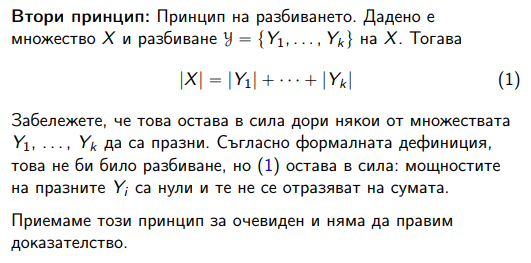 Втори принцип: Принцип на разбиването. Дадено е
множество X и разбиване 𝒴 = {Y₁, . . . , Yₖ} на X. Тогава
|X| = |Y₁| + · · · + |Yₖ| (1)
Забележете, че това остава в сила дори някои от множествата
Y₁, . . . , Yₖ да са празни. Съгласно формалната дефиниция,
това не би било разбиване, но (1) остава в сила: мощностите
на празните Yᵢ са нули и те не се отразяват на сумата.
Приемаме този принцип за очевиден и няма да правим
доказателство.